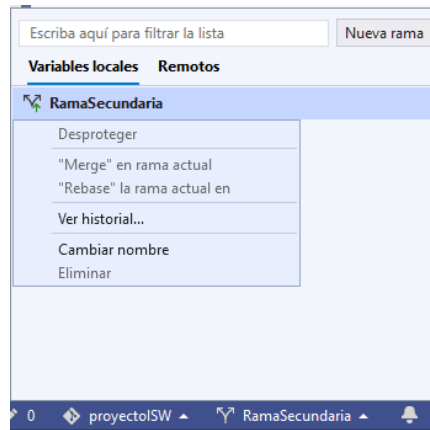 Escriba aquí para filtrar la lista
Nueva rama
Variables locales Remotos
RamaSecundaria
Desproteger
"Merge" en rama actual
"Rebase" la rama actual en
Ver historial...
Cambiar nombre
Eliminar
0 proyectoISW RamaSecundaria